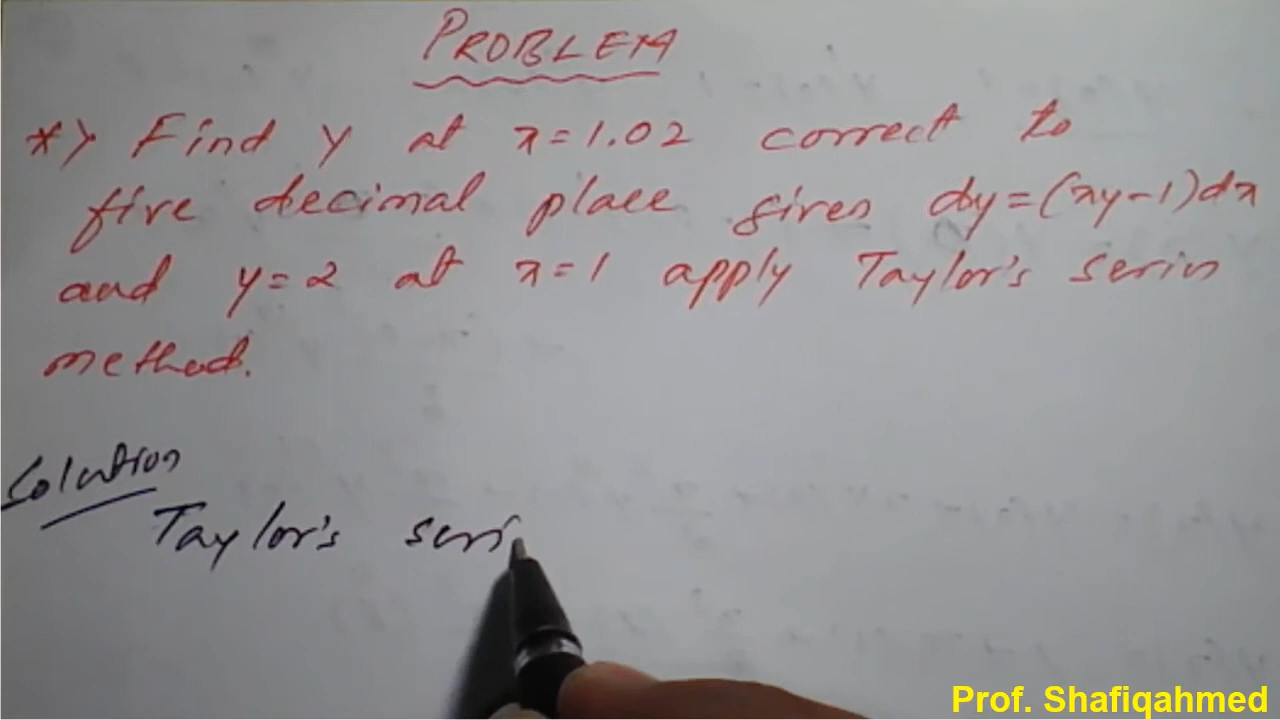 PROBLEM
*> Find y at x=1.02 correct to
five decimal place given dy=(xy-1)dx
and y=2 at x=1 apply Taylor's series
method.
Solution
Taylor's seri
Prof. Shafiqahmed